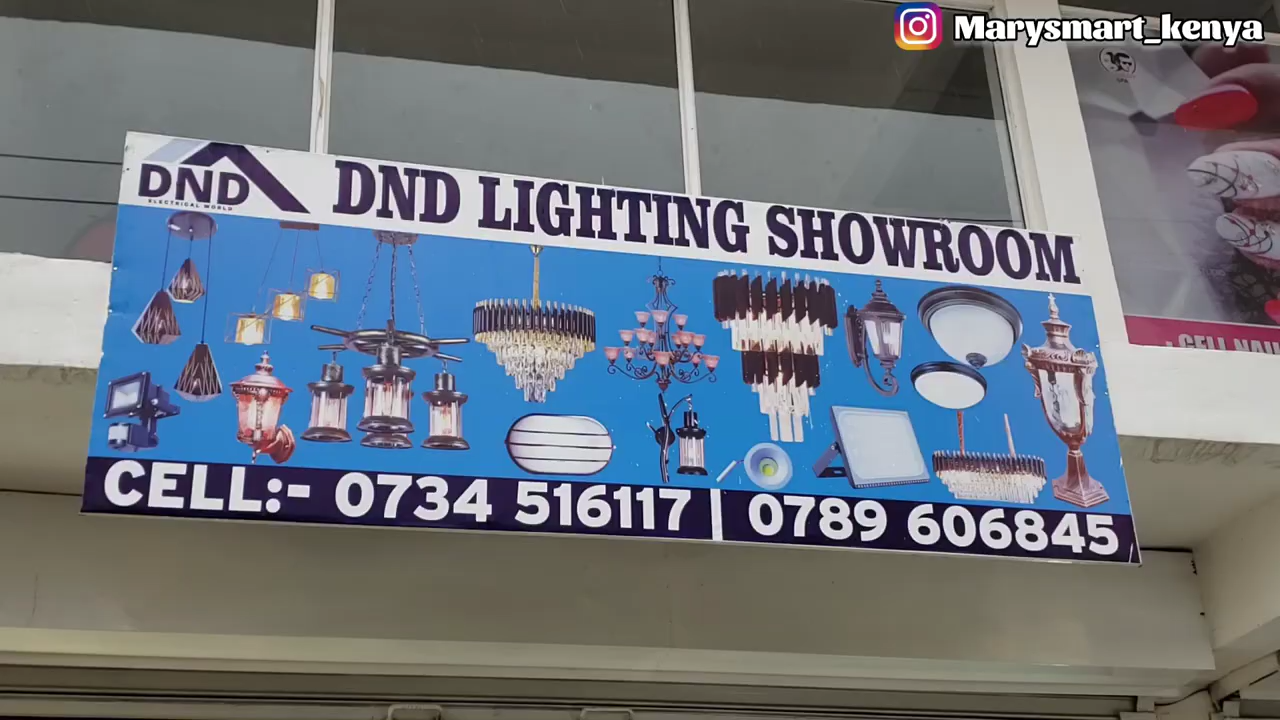 Marysmart_kenya
DND
ELECTRICAL WORLD
DND LIGHTING SHOWROOM
CELL:- 0734 516117 | 0789 606845